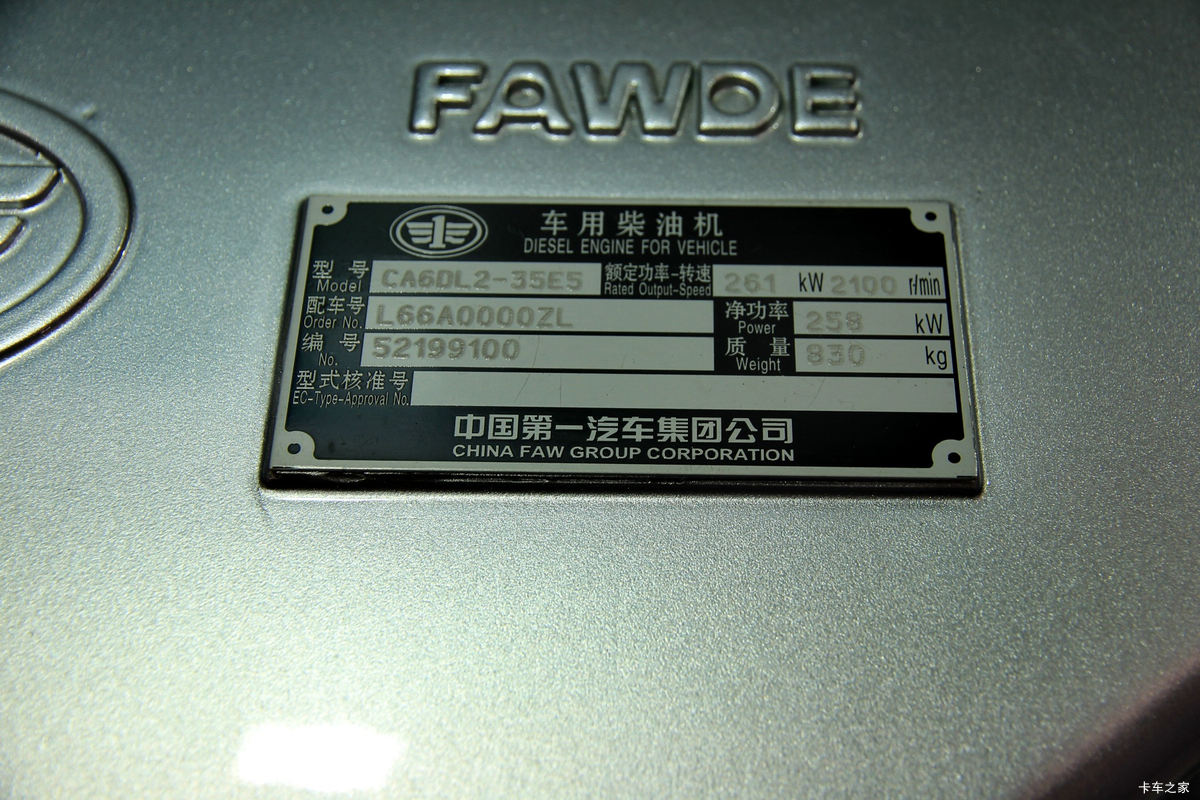 FAWDE
车用柴油机
DIESEL ENGINE FOR VEHICLE
型号 CA6DL2-35E5 额定功率-转速 261 kW 2100 r/min
Model Rated Output-Speed
配车号 L66A0000ZL 净功率 258 kW
Order No. Power
编号 52199100 质量 830 kg
No. Weight
型式核准号
EC-Type-Approval No.
中国第一汽车集团公司
CHINA FAW GROUP CORPORATION
卡车之家